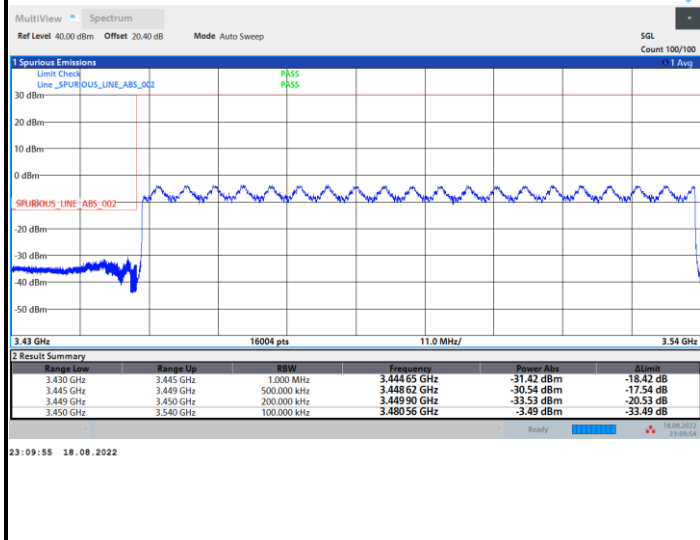 MultiView Spectrum
Ref Level 40.00 dBm Offset 20.40 dB Mode Auto Sweep SGL
Count 100/100
1 Spurious Emissions 1 Avg
Limit Check PASS
Line _SPURIOUS_LINE_ABS_002 PASS
30 dBm
20 dBm
10 dBm
0 dBm
_SPURIOUS_LINE_ABS_002
-20 dBm
-30 dBm
-40 dBm
-50 dBm
3.43 GHz 16004 pts 11.0 MHz/ 3.54 GHz
2 Result Summary
Range Low Range Up RBW Frequency Power Abs ΔLimit
3.430 GHz 3.445 GHz 1.000 MHz 3.444 65 GHz -31.42 dBm -18.42 dB
3.445 GHz 3.449 GHz 500.000 kHz 3.448 62 GHz -30.54 dBm -17.54 dB
3.449 GHz 3.450 GHz 200.000 kHz 3.449 90 GHz -33.53 dBm -20.53 dB
3.450 GHz 3.540 GHz 100.000 kHz 3.480 56 GHz -3.49 dBm -33.49 dB
Ready 18.08.2022
23:09:54
23:09:55 18.08.2022